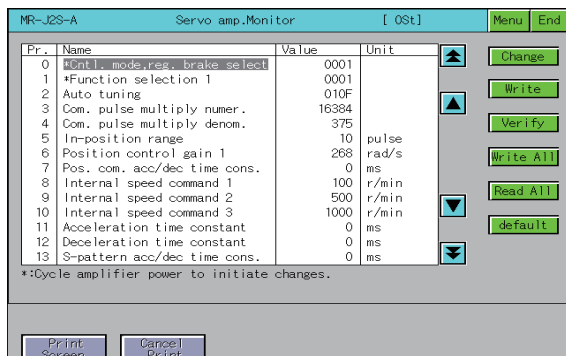 MR-J2S-A Servo amp.Monitor [ OSt] Menu End
Pr. Name Value Unit
0 *Cntl. mode,reg. brake select 0001
1 *Function selection 1 0001
2 Auto tuning 010F
3 Com. pulse multiply numer. 16384
4 Com. pulse multiply denom. 375
5 In-position range 10 pulse
6 Position control gain 1 268 rad/s
7 Pos. com. acc/dec time cons. 0 ms
8 Internal speed command 1 100 r/min
9 Internal speed command 2 500 r/min
10 Internal speed command 3 1000 r/min
11 Acceleration time constant 0 ms
12 Deceleration time constant 0 ms
13 S-pattern acc/dec time cons. 0 ms
*:Cycle amplifier power to initiate changes.
Change
Write
Verify
Write All
Read All
default
Print
Screen
Cancel
Print